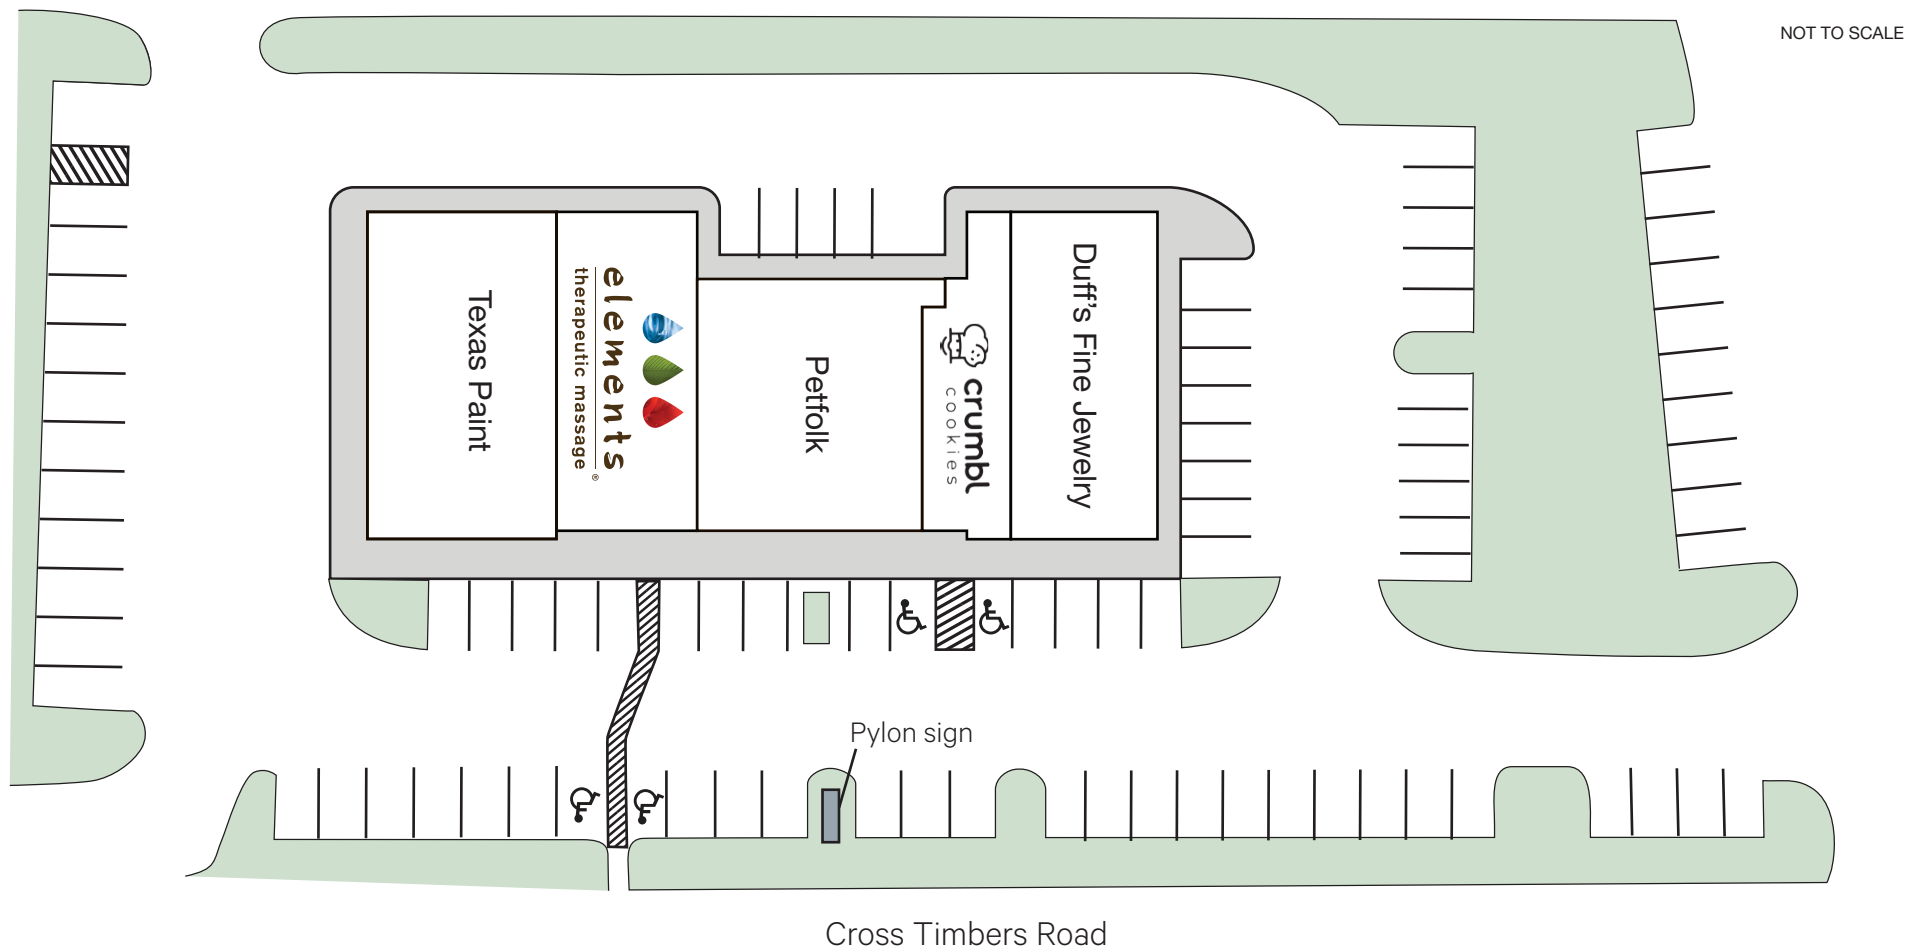 NOT TO SCALE
Texas Paint
elements
therapeutic massage®
Petfolk
crumbl
cookies
Duff's Fine Jewelry
Pylon sign
Cross Timbers Road